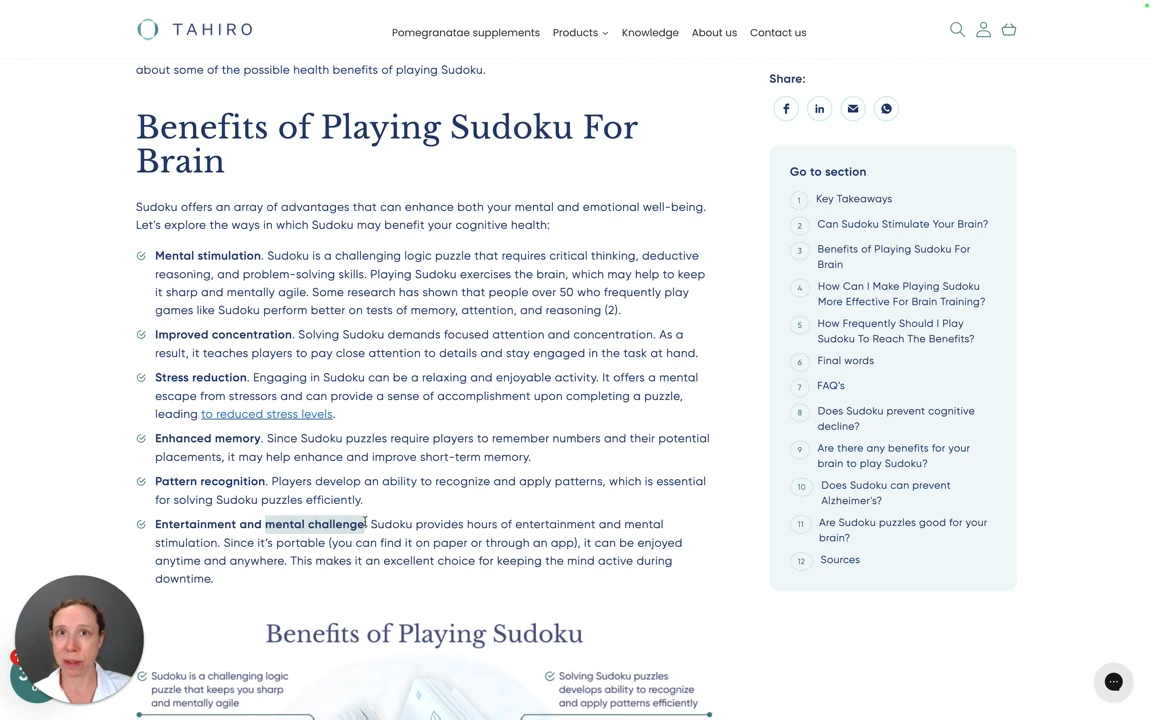 TAHIRO
Pomegranatae supplements
Products
Knowledge
About us
Contact us
about some of the possible health benefits of playing Sudoku.
Benefits of Playing Sudoku For
Brain
Sudoku offers an array of advantages that can enhance both your mental and emotional well-being.
Let's explore the ways in which Sudoku may benefit your cognitive health:
Mental stimulation. Sudoku is a challenging logic puzzle that requires critical thinking, deductive
reasoning, and problem-solving skills. Playing Sudoku exercises the brain, which may help to keep
it sharp and mentally agile. Some research has shown that people over 50 who frequently play
games like Sudoku perform better on tests of memory, attention, and reasoning (2).
Improved concentration. Solving Sudoku demands focused attention and concentration. As a
result, it teaches players to pay close attention to details and stay engaged in the task at hand.
Stress reduction. Engaging in Sudoku can be a relaxing and enjoyable activity. It offers a mental
escape from stressors and can provide a sense of accomplishment upon completing a puzzle,
leading to reduced stress levels.
Enhanced memory. Since Sudoku puzzles require players to remember numbers and their potential
placements, it may help enhance and improve short-term memory.
Pattern recognition. Players develop an ability to recognize and apply patterns, which is essential
for solving Sudoku puzzles efficiently.
Entertainment and mental challenge. Sudoku provides hours of entertainment and mental
stimulation. Since it's portable (you can find it on paper or through an app), it can be enjoyed
anytime and anywhere. This makes it an excellent choice for keeping the mind active during
downtime.
Benefits of Playing Sudoku
Sudoku is a challenging logic
puzzle that keeps you sharp
and mentally agile
Solving Sudoku puzzles
develops ability to recognize
and apply patterns efficiently
Share:
Go to section
1 Key Takeaways
2 Can Sudoku Stimulate Your Brain?
3 Benefits of Playing Sudoku For
Brain
4 How Can I Make Playing Sudoku
More Effective For Brain Training?
5 How Frequently Should I Play
Sudoku To Reach The Benefits?
6 Final words
7 FAQ's
8 Does Sudoku prevent cognitive
decline?
9 Are there any benefits for your
brain to play Sudoku?
10 Does Sudoku can prevent
Alzheimer's?
11 Are Sudoku puzzles good for your
brain?
12 Sources